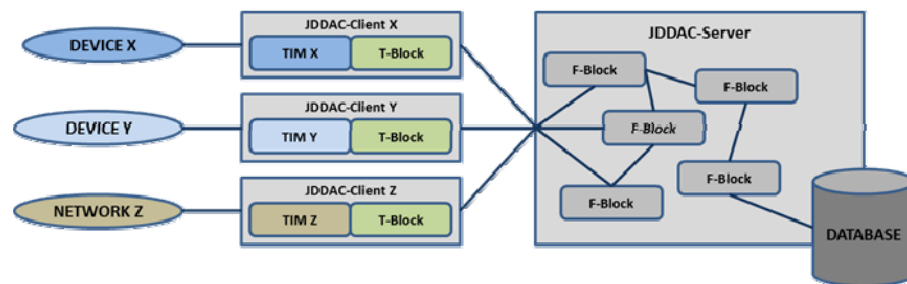 JDDAC-Client X
DEVICE X
TIM X
T-Block
JDDAC-Client Y
DEVICE Y
TIM Y
T-Block
JDDAC-Client Z
NETWORK Z
TIM Z
T-Block
JDDAC-Server
F-Block
F-Block
F-Block
F-Block
F-Block
DATABASE